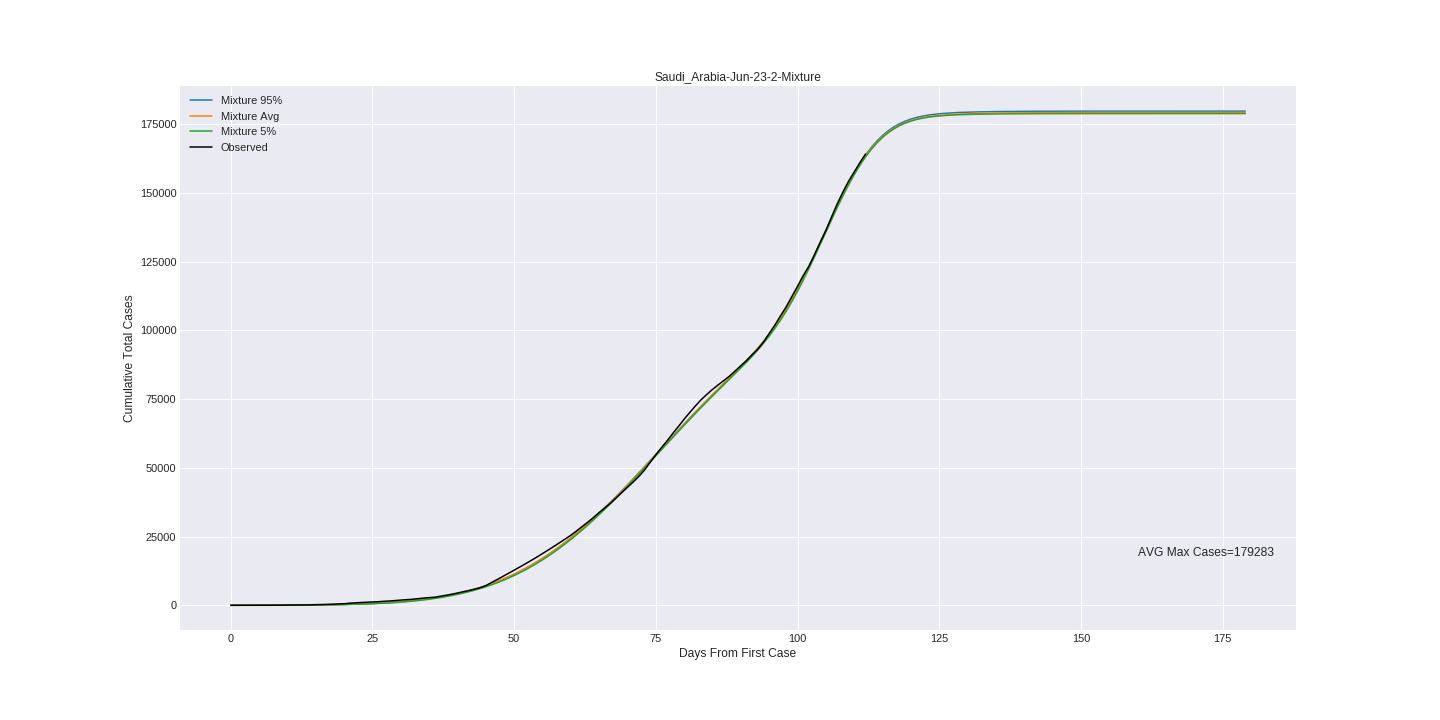 Saudi_Arabia-Jun-23-2-Mixture
Mixture 95%
Mixture Avg
Mixture 5%
Observed
175000
150000
125000
100000
75000
50000
25000
0
Cumulative Total Cases
AVG Max Cases=179283
0 25 50 75 100 125 150 175
Days From First Case